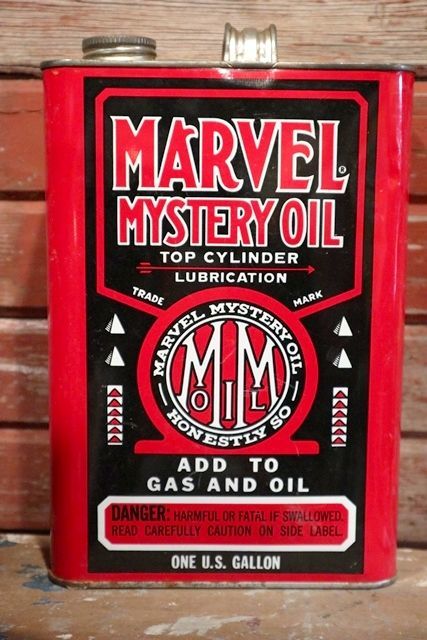 MARVEL®
MYSTERY OIL
TOP CYLINDER
LUBRICATION
TRADE MARK
MARVEL MYSTERY OIL
MM
OIL
HONESTLY SO
ADD TO
GAS AND OIL
DANGER: HARMFUL OR FATAL IF SWALLOWED.
READ CAREFULLY CAUTION ON SIDE LABEL.
ONE U.S. GALLON